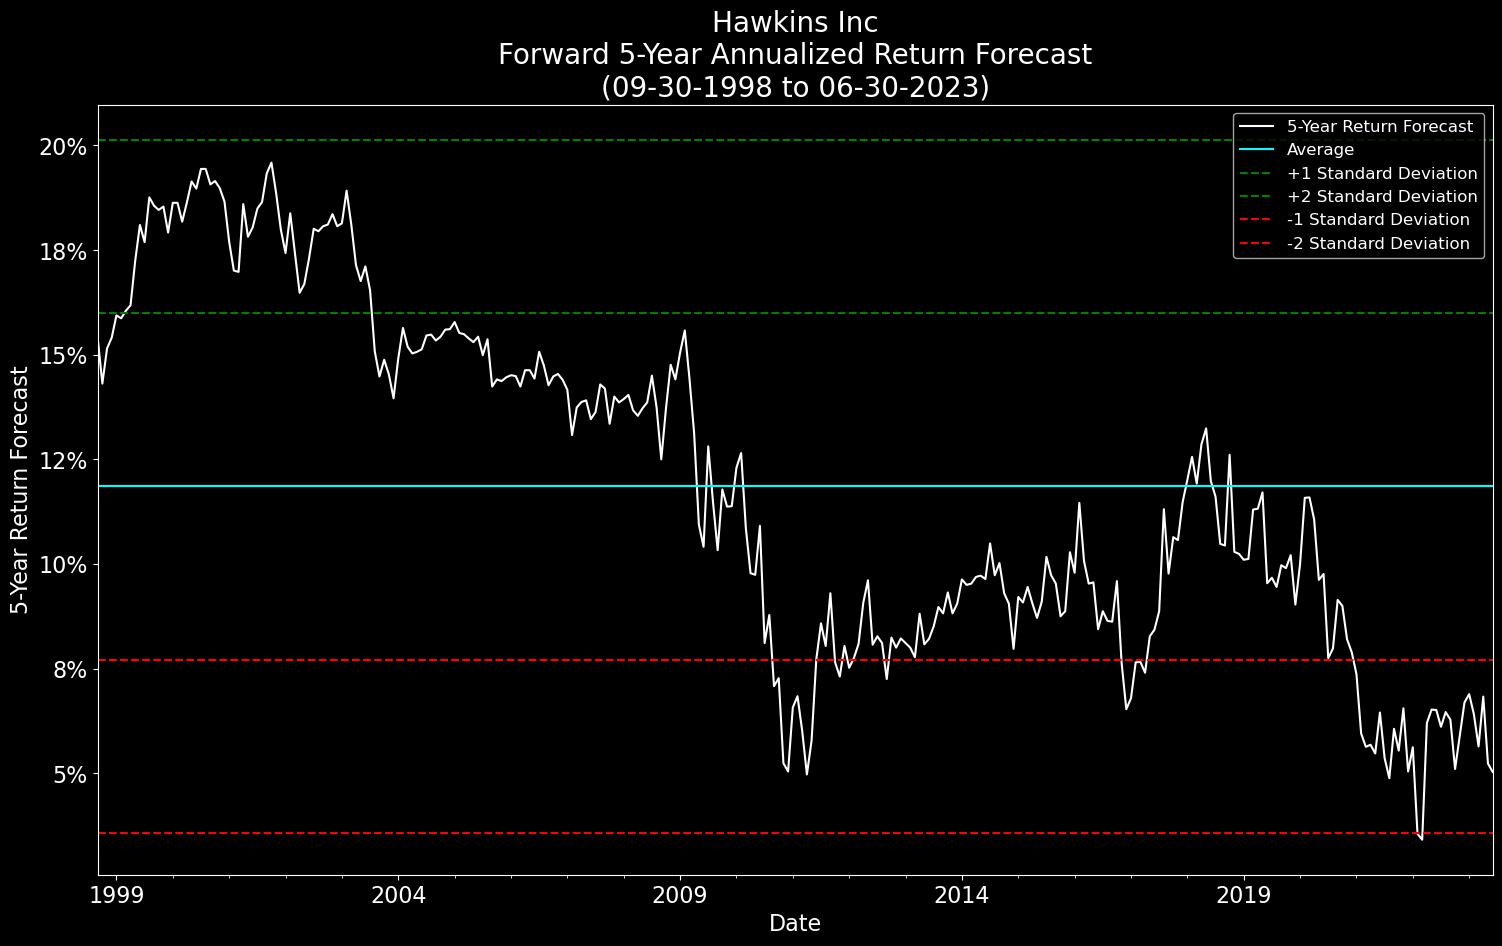 Hawkins Inc
Forward 5-Year Annualized Return Forecast
(09-30-1998 to 06-30-2023)
5-Year Return Forecast
Average
+1 Standard Deviation
+2 Standard Deviation
-1 Standard Deviation
-2 Standard Deviation
20%
18%
15%
12%
10%
8%
5%
5-Year Return Forecast
1999
2004
2009
2014
2019
Date